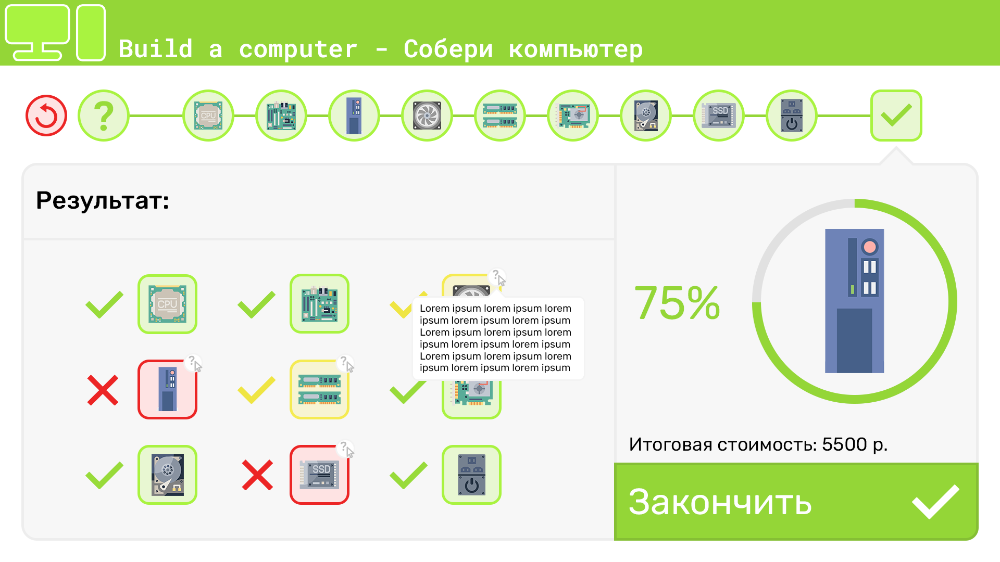 Build a computer - Собери компьютер
?
CPU
SSD
Результат:
CPU
?
Lorem ipsum lorem ipsum lorem
ipsum lorem ipsum lorem ipsum
Lorem ipsum lorem ipsum lorem
ipsum lorem ipsum lorem ipsum
Lorem ipsum lorem ipsum lorem
ipsum lorem ipsum lorem ipsum
?
?
?
SSD
75%
Итоговая стоимость: 5500 р.
Закончить